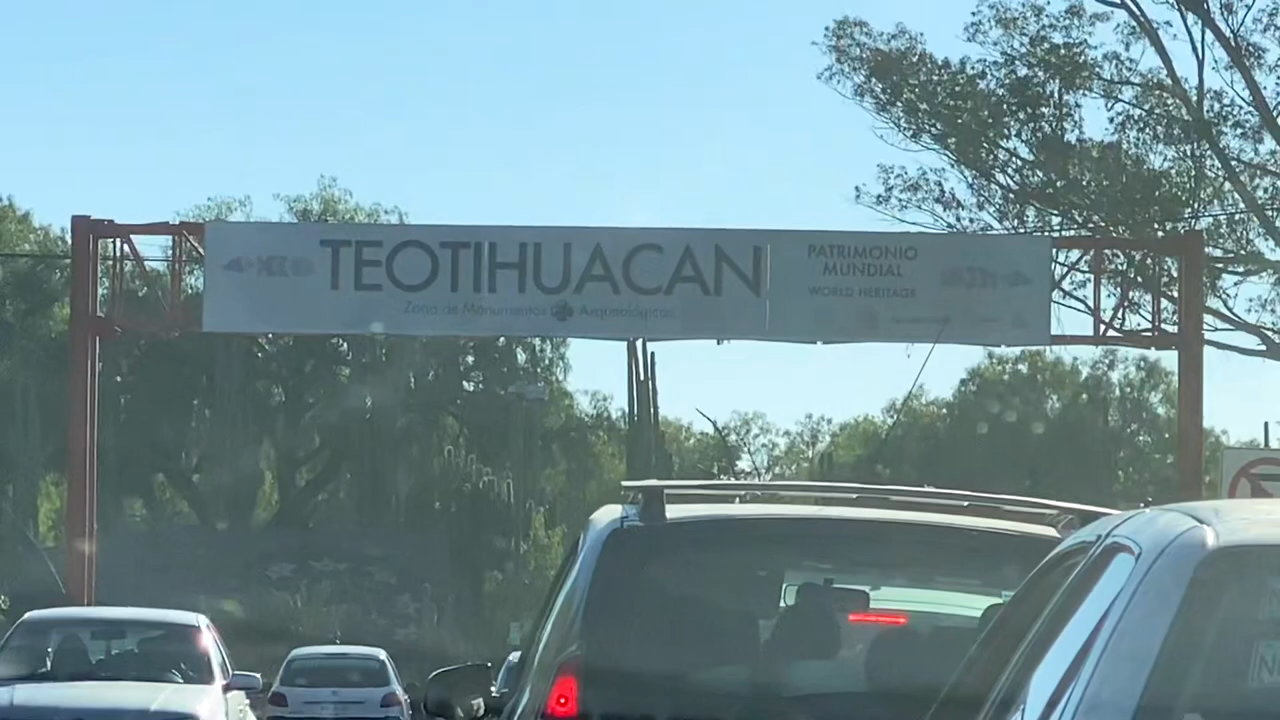 TEOTIHUACAN
Zona de Monumentos Arqueológicos
PATRIMONIO
MUNDIAL
WORLD HERITAGE